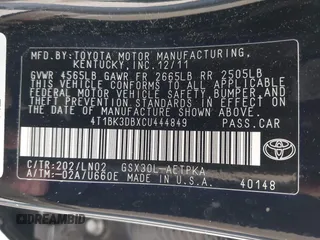 MFD. BY: TOYOTA MOTOR MANUFACTURING,
KENTUCKY, INC. 12/11
GVWR 4565LB GAWR FR 2665LB RR 2505LB
THIS VEHICLE CONFORMS TO ALL APPLICABLE
FEDERAL MOTOR VEHICLE SAFETY, BUMPER, AND
THEFT PREVENTION STANDARDS IN EFFECT ON
THE DATE OF MANUFACTURE SHOWN ABOVE.
4T1BK3DBXCU444849 PASS.CAR
C/TR:202/LN02 GSX30L-AETPKA
A/TM:-02A/U660E MADE IN U.S.A.
TOYOTA
40148
AUTOBIDMASTER